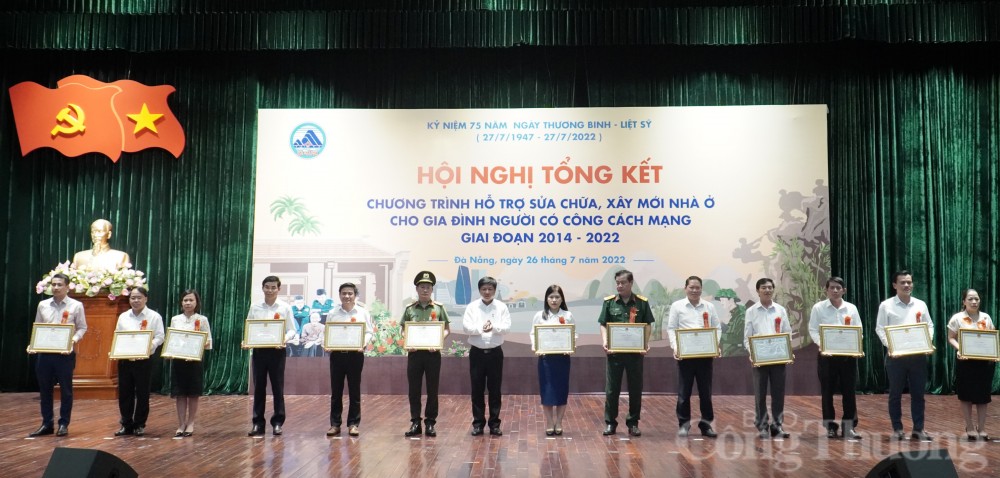 KỶ NIỆM 75 NĂM NGAY THƯƠNG BINH - LIỆT SỸ
( 27/7/1947 - 27/7/2022 )
HỘI NGHỊ TỔNG KẾT
CHƯƠNG TRÌNH HỖ TRỢ SỬA CHỮA, XÂY MỚI NHÀ Ở
CHO GIA ĐÌNH NGƯỜI CÓ CÔNG CÁCH MẠNG
GIAI ĐOẠN 2014 - 2022
Đà Nẵng, ngày 26 tháng 7 năm 2022
BÁO
Công Thương